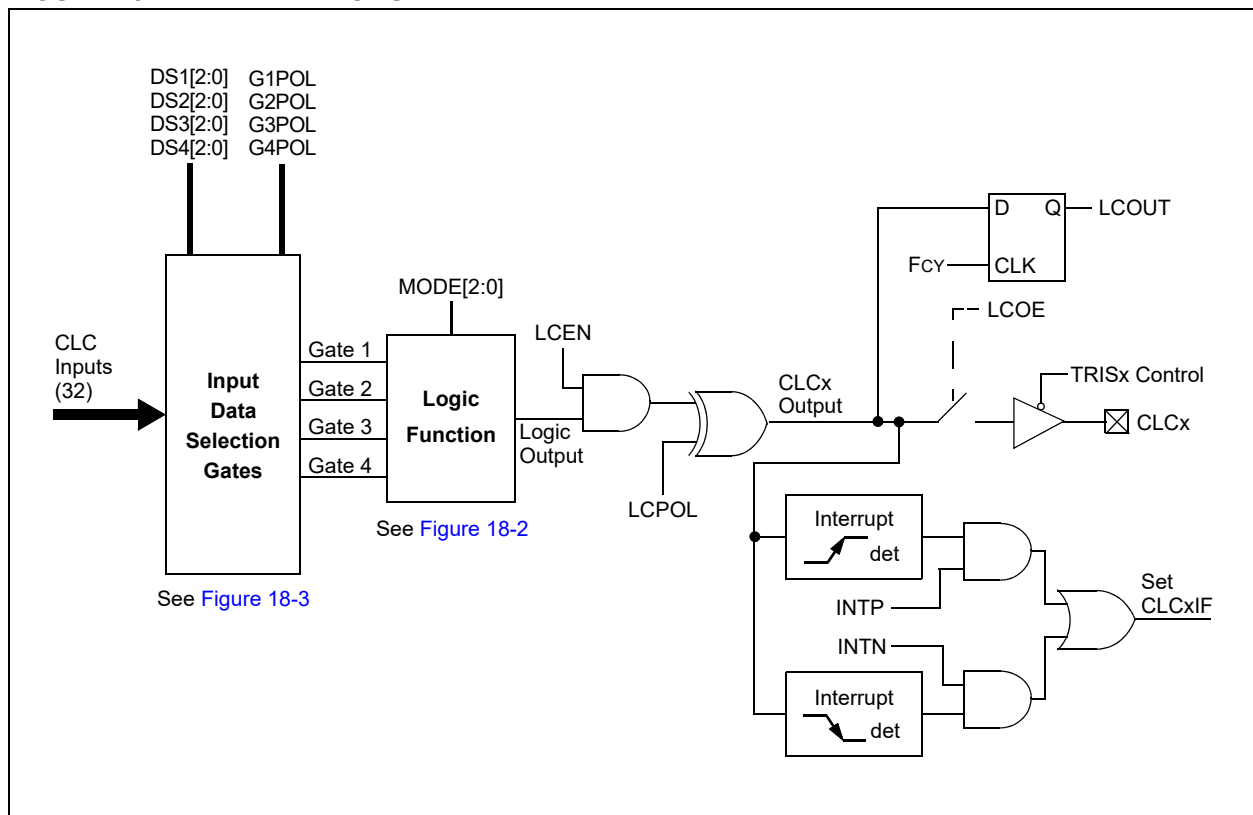 DS1[2:0] G1POL
DS2[2:0] G2POL
DS3[2:0] G3POL
DS4[2:0] G4POL
D Q LCOUT
FCY CLK
MODE[2:0]
LCOE
CLC
Inputs
(32)
Input
Data
Selection
Gates
Gate 1
Gate 2
Gate 3
Gate 4
Logic
Function
Logic
Output
LCEN
LCPOL
CLCx
Output
TRISx Control
CLCx
See Figure 18-2
See Figure 18-3
Interrupt
det
INTP
INTN
Interrupt
det
Set
CLCxIF